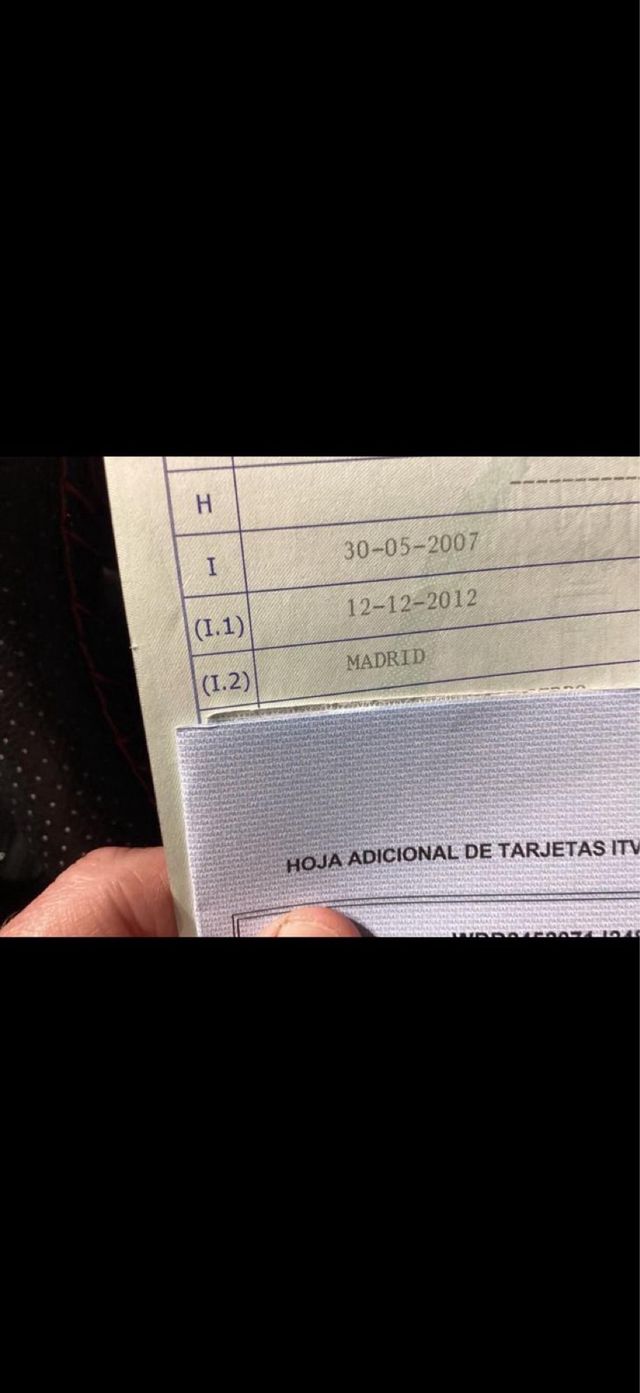 H
I 30-05-2007
(I.1) 12-12-2012
(I.2) MADRID
HOJA ADICIONAL DE TARJETAS ITV